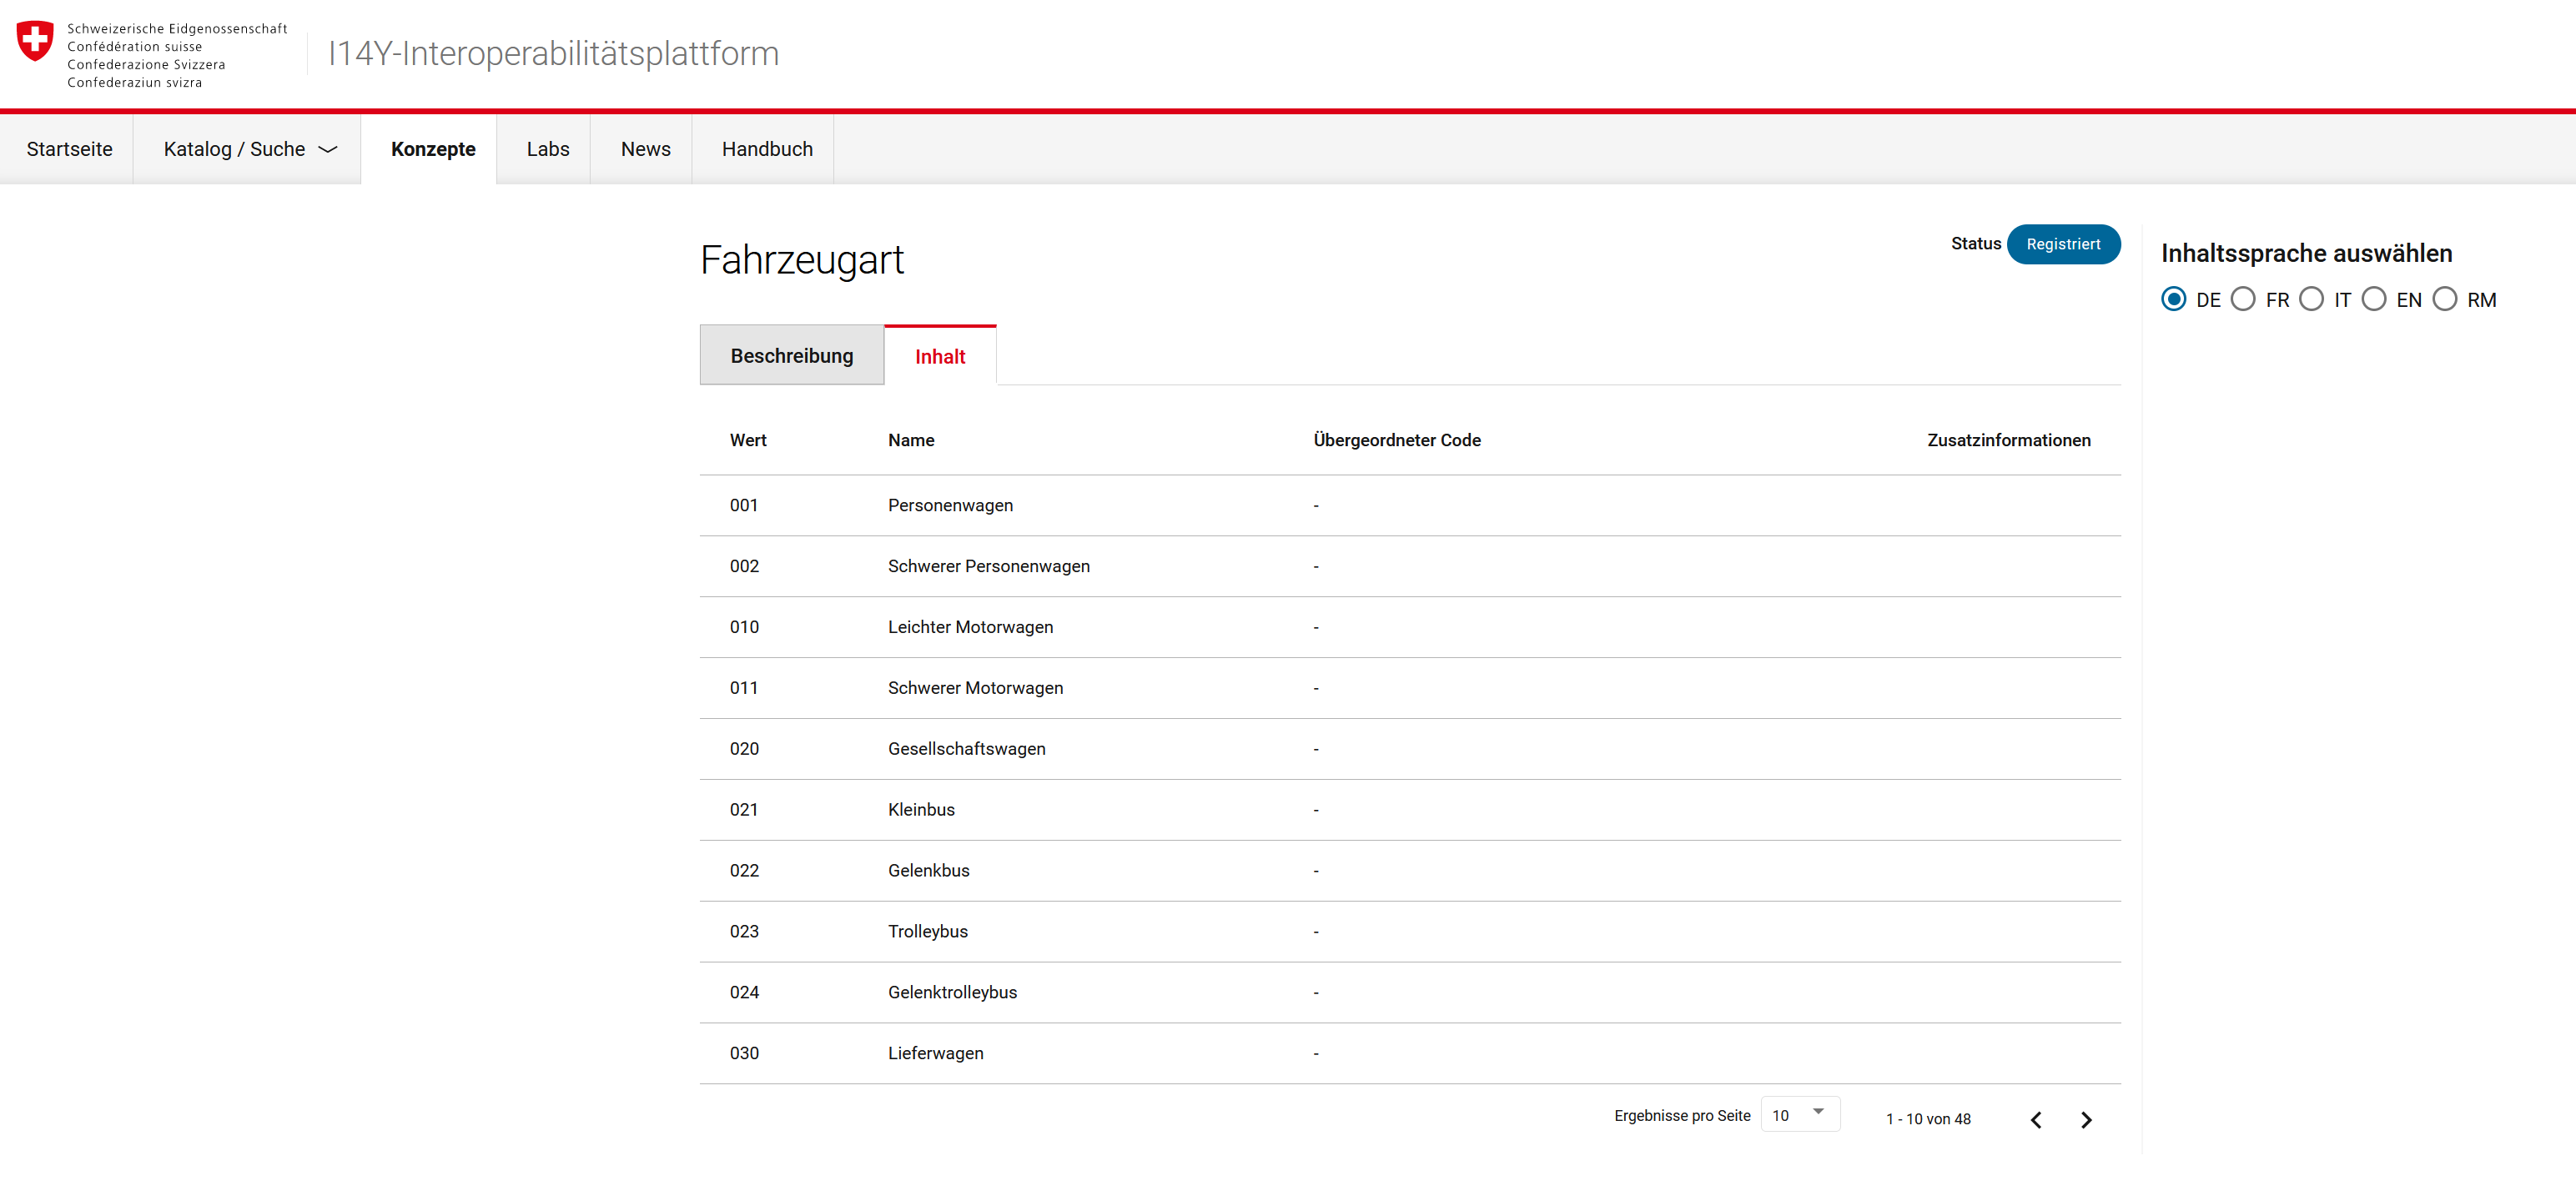 Schweizerische Eidgenossenschaft
Confédération suisse
Confederazione Svizzera
Confederaziun svizra
I14Y-Interoperabilitätsplattform
Startseite Katalog / Suche Konzepte Labs News Handbuch
Fahrzeugart
Status Registriert
Inhaltssprache auswählen
DE FR IT EN RM
Beschreibung Inhalt
Wert Name Übergeordneter Code Zusatzinformationen
001 Personenwagen -
002 Schwerer Personenwagen -
010 Leichter Motorwagen -
011 Schwerer Motorwagen -
020 Gesellschaftswagen -
021 Kleinbus -
022 Gelenkbus -
023 Trolleybus -
024 Gelenktrolleybus -
030 Lieferwagen -
Ergebnisse pro Seite 10 1 - 10 von 48